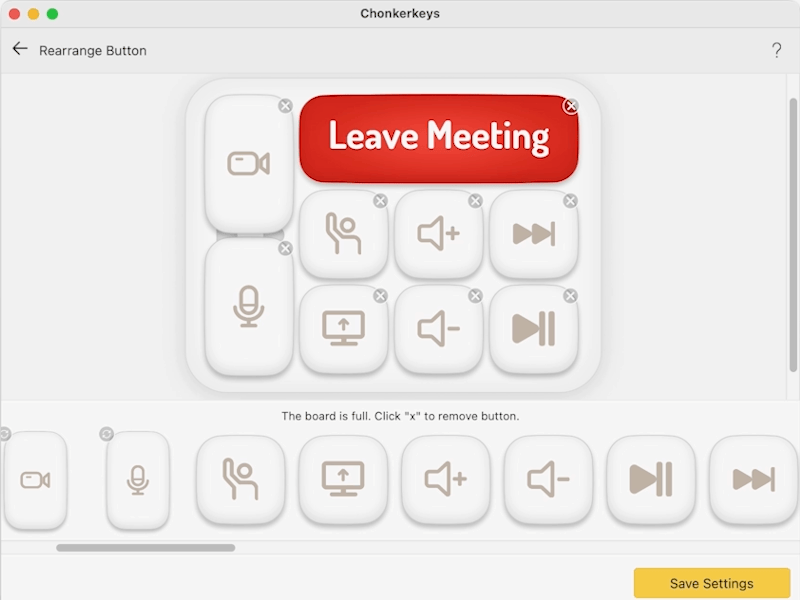 Chonkerkeys
Rearrange Button
?
Leave Meeting
The board is full. Click "x" to remove button.
Save Settings